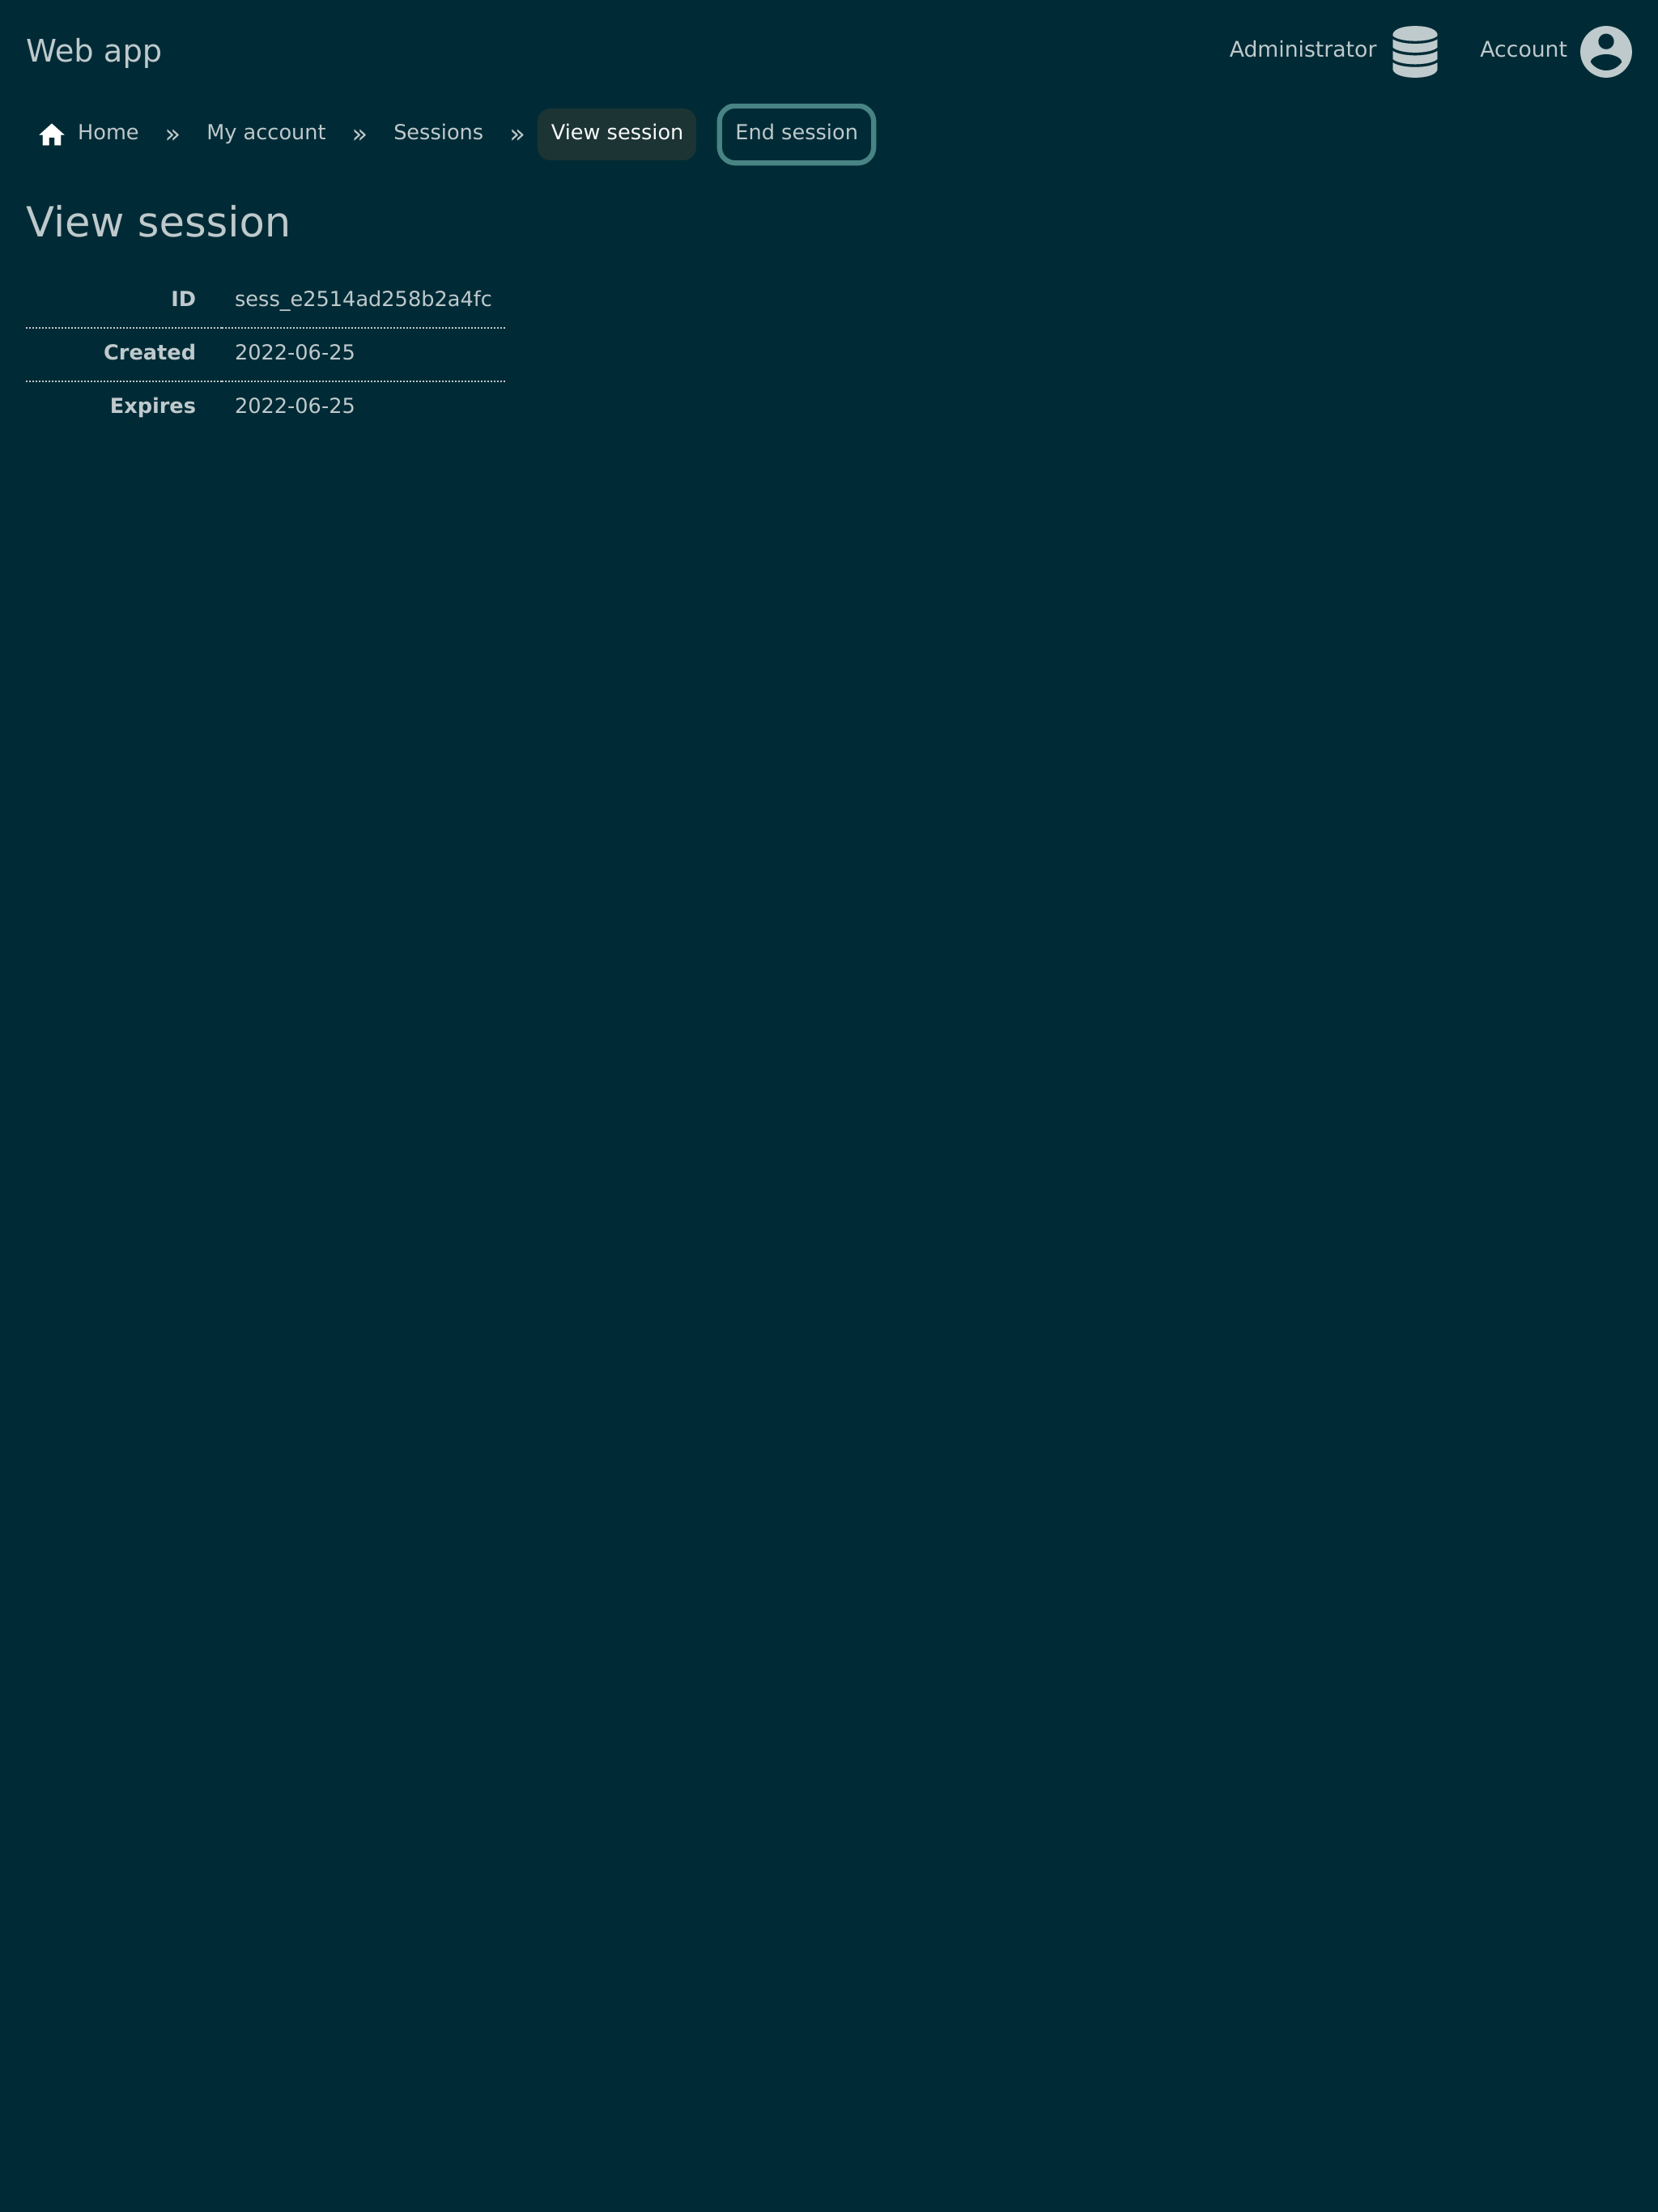 Web app
Administrator Account
Home » My account » Sessions » View session End session
View session
ID sess_e2514ad258b2a4fc
Created 2022-06-25
Expires 2022-06-25